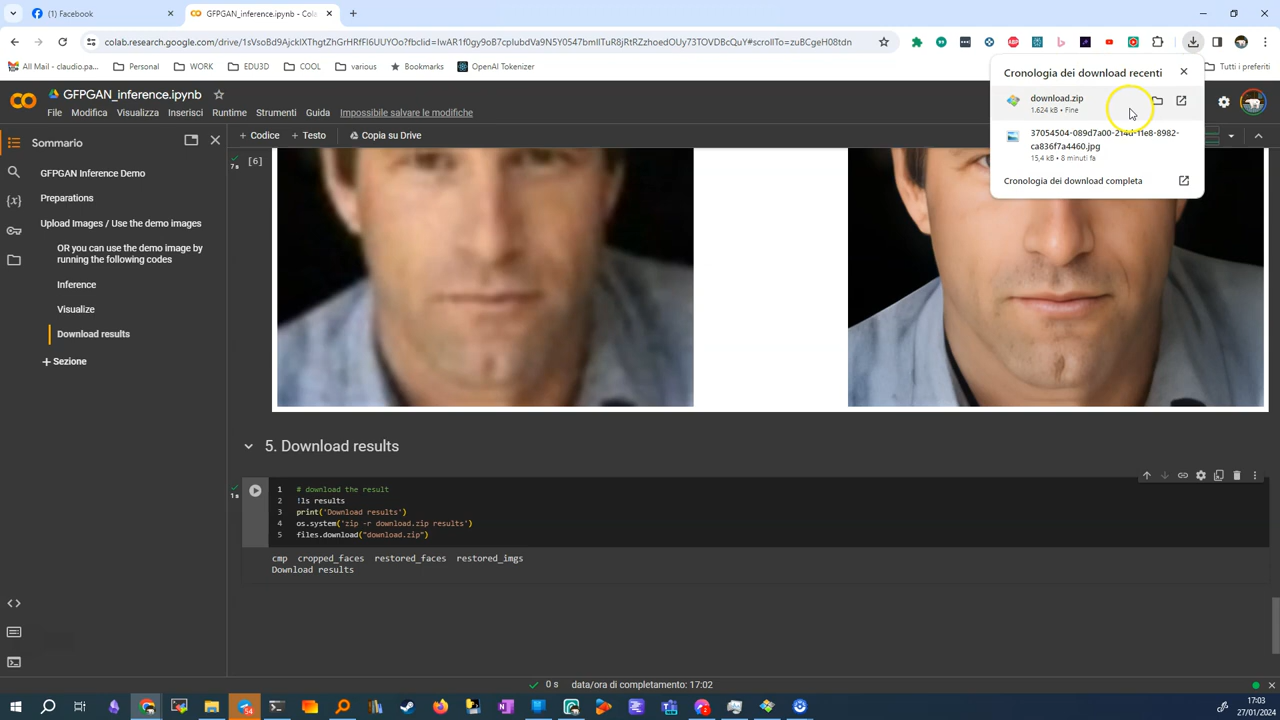 (1) Facebook
GFPGAN_inference.ipynb - Cola
colab.research.google.com/drive/
All Mail - claudio.pa...
Personal
WORK
EDU3D
COOL
various
Bookmarks
OpenAI Tokenizer
Tutti i preferiti
Cronologia dei download recenti
download.zip
1.624 kB • Fine
37054504-089d7a00-214d-11e8-8982-
ca836f7a4460.jpg
15,4 kB • 8 minuti fa
Cronologia dei download completa
GFPGAN_inference.ipynb
File
Modifica
Visualizza
Inserisci
Runtime
Strumenti
Guida
Impossibile salvare le modifiche
Sommario
+ Codice
+ Testo
Copia su Drive
GFPGAN Inference Demo
Preparations
Upload Images / Use the demo images
OR you can use the demo image by
running the following codes
Inference
Visualize
Download results
+ Sezione
[6]
7s
5. Download results
1s
1 # download the result
2 !ls results
3 print('Download results')
4 os.system('zip -r download.zip results')
5 files.download("download.zip")
cmp cropped_faces restored_faces restored_imgs
Download results
0 s data/ora di completamento: 17:02
54
2
17:03
27/01/2024